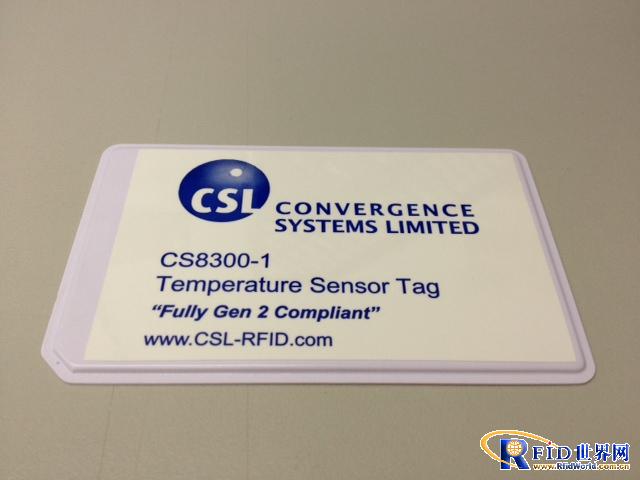 CSL
CONVERGENCE
SYSTEMS LIMITED
CS8300-1
Temperature Sensor Tag
“Fully Gen 2 Compliant”
www.CSL-RFID.com
RFID世界网
www.RfidWorld.com.cn